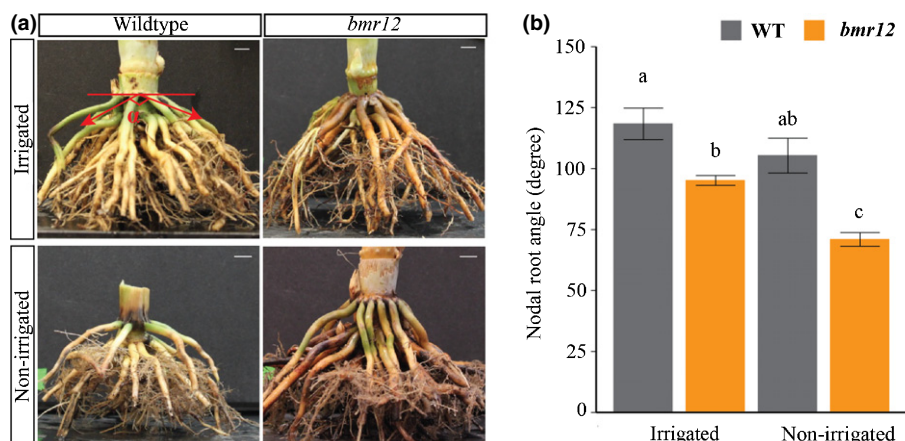 (a)
Wildtype
bmr12
Irrigated
Non-irrigated
α
(b)
WT
bmr12
Nodal root angle (degree)
150
125
100
75
50
25
0
a
b
ab
c
Irrigated
Non-irrigated